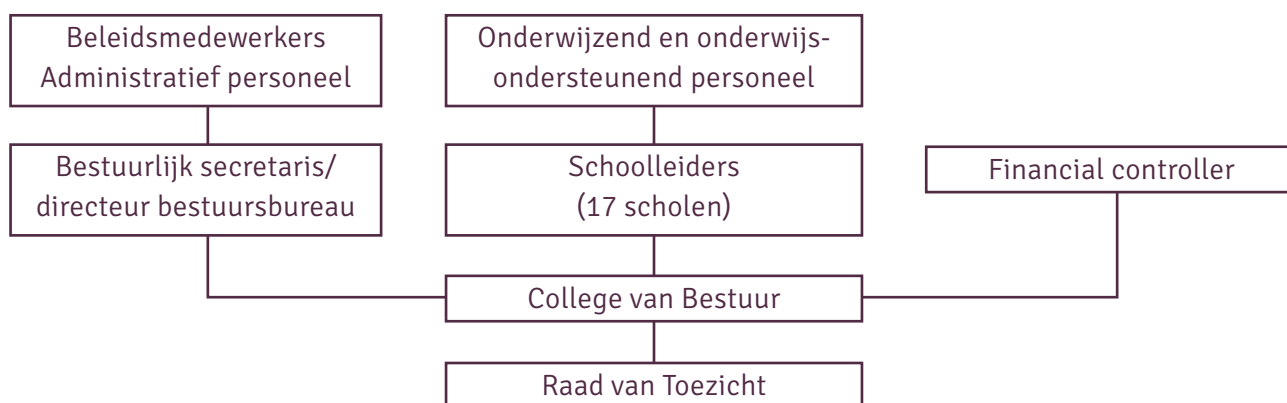 Beleidsmedewerkers
Administratief personeel
Onderwijzend en onderwijs-
ondersteunend personeel
Bestuurlijk secretaris/
directeur bestuursbureau
Schoolleiders
(17 scholen)
Financial controller
College van Bestuur
Raad van Toezicht